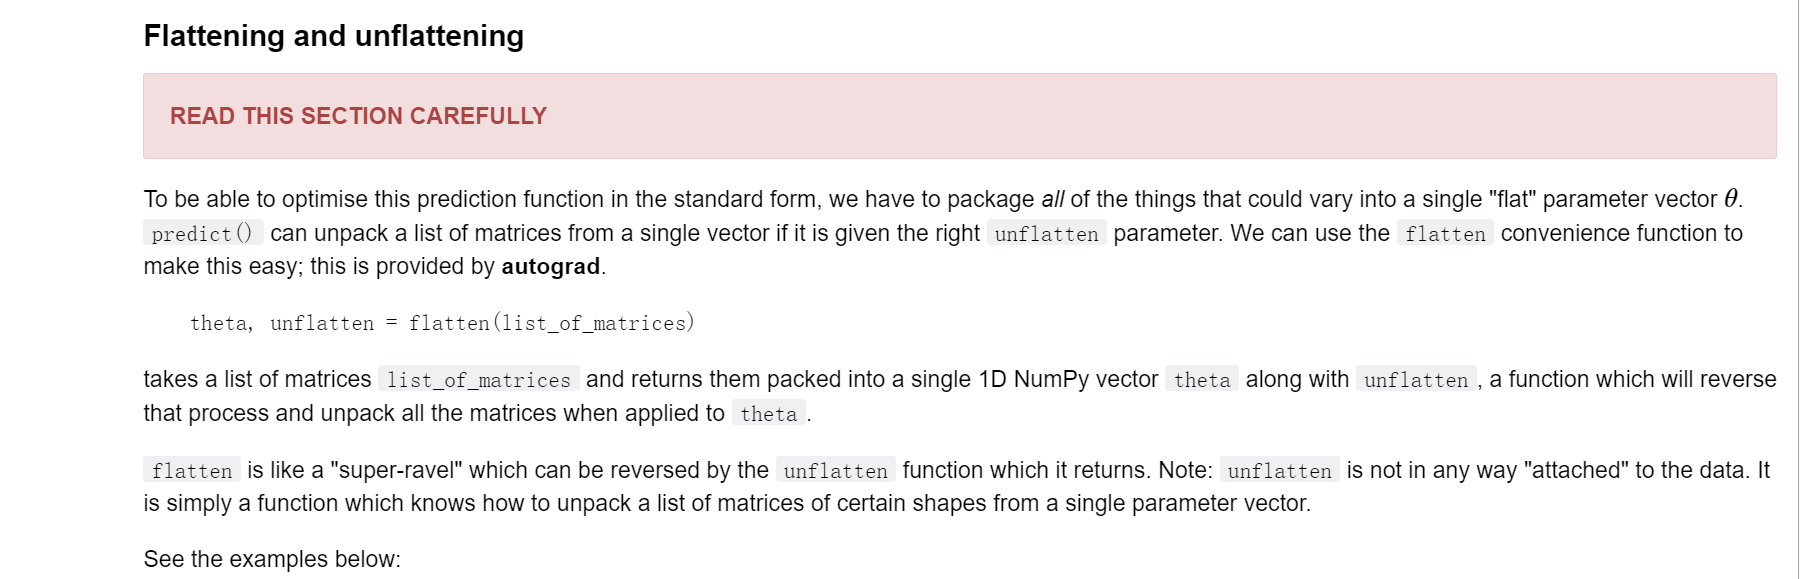 Flattening and unflattening
READ THIS SECTION CAREFULLY
To be able to optimise this prediction function in the standard form, we have to package all of the things that could vary into a single "flat" parameter vector θ.
predict() can unpack a list of matrices from a single vector if it is given the right unflatten parameter. We can use the flatten convenience function to
make this easy; this is provided by autograd.
theta, unflatten = flatten(list_of_matrices)
takes a list of matrices list_of_matrices and returns them packed into a single 1D NumPy vector theta along with unflatten, a function which will reverse
that process and unpack all the matrices when applied to theta.
flatten is like a "super-ravel" which can be reversed by the unflatten function which it returns. Note: unflatten is not in any way "attached" to the data. It
is simply a function which knows how to unpack a list of matrices of certain shapes from a single parameter vector.
See the examples below: